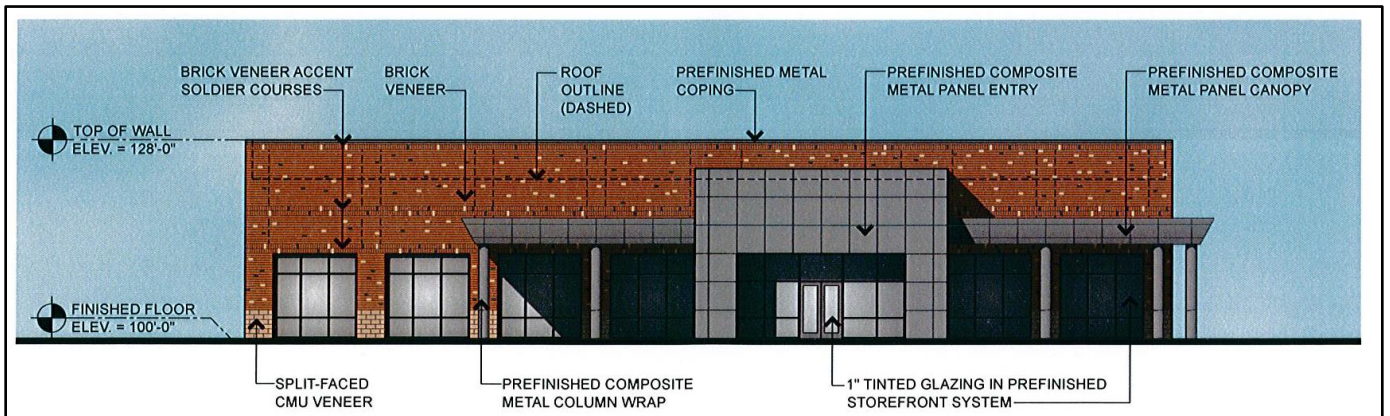 BRICK VENEER ACCENT
SOLDIER COURSES
BRICK
VENEER
ROOF
OUTLINE
(DASHED)
PREFINISHED METAL
COPING
PREFINISHED COMPOSITE
METAL PANEL ENTRY
PREFINISHED COMPOSITE
METAL PANEL CANOPY
TOP OF WALL
ELEV. = 128'-0"
FINISHED FLOOR
ELEV. = 100'-0"
SPLIT-FACED
CMU VENEER
PREFINISHED COMPOSITE
METAL COLUMN WRAP
1" TINTED GLAZING IN PREFINISHED
STOREFRONT SYSTEM